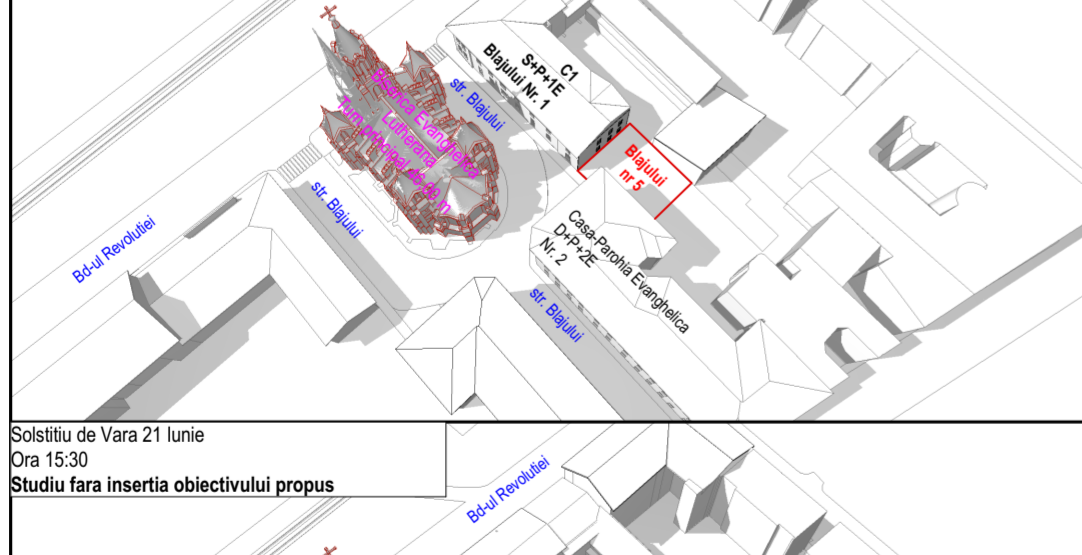 C1
S+P+1E
Blajului Nr. 1
str. Blajului
Biserica Evanghelica
Lutherana
Turn principal 46.00 m
Blajului
nr 5
str. Blajului
Bd-ul Revolutiei
Casa-Parohia Evanghelica
D+P+2E
Nr. 2
str. Blajului
Solstitiu de Vara 21 Iunie
Ora 15:30
Studiu fara insertia obiectivului propus
Bd-ul Revolutiei